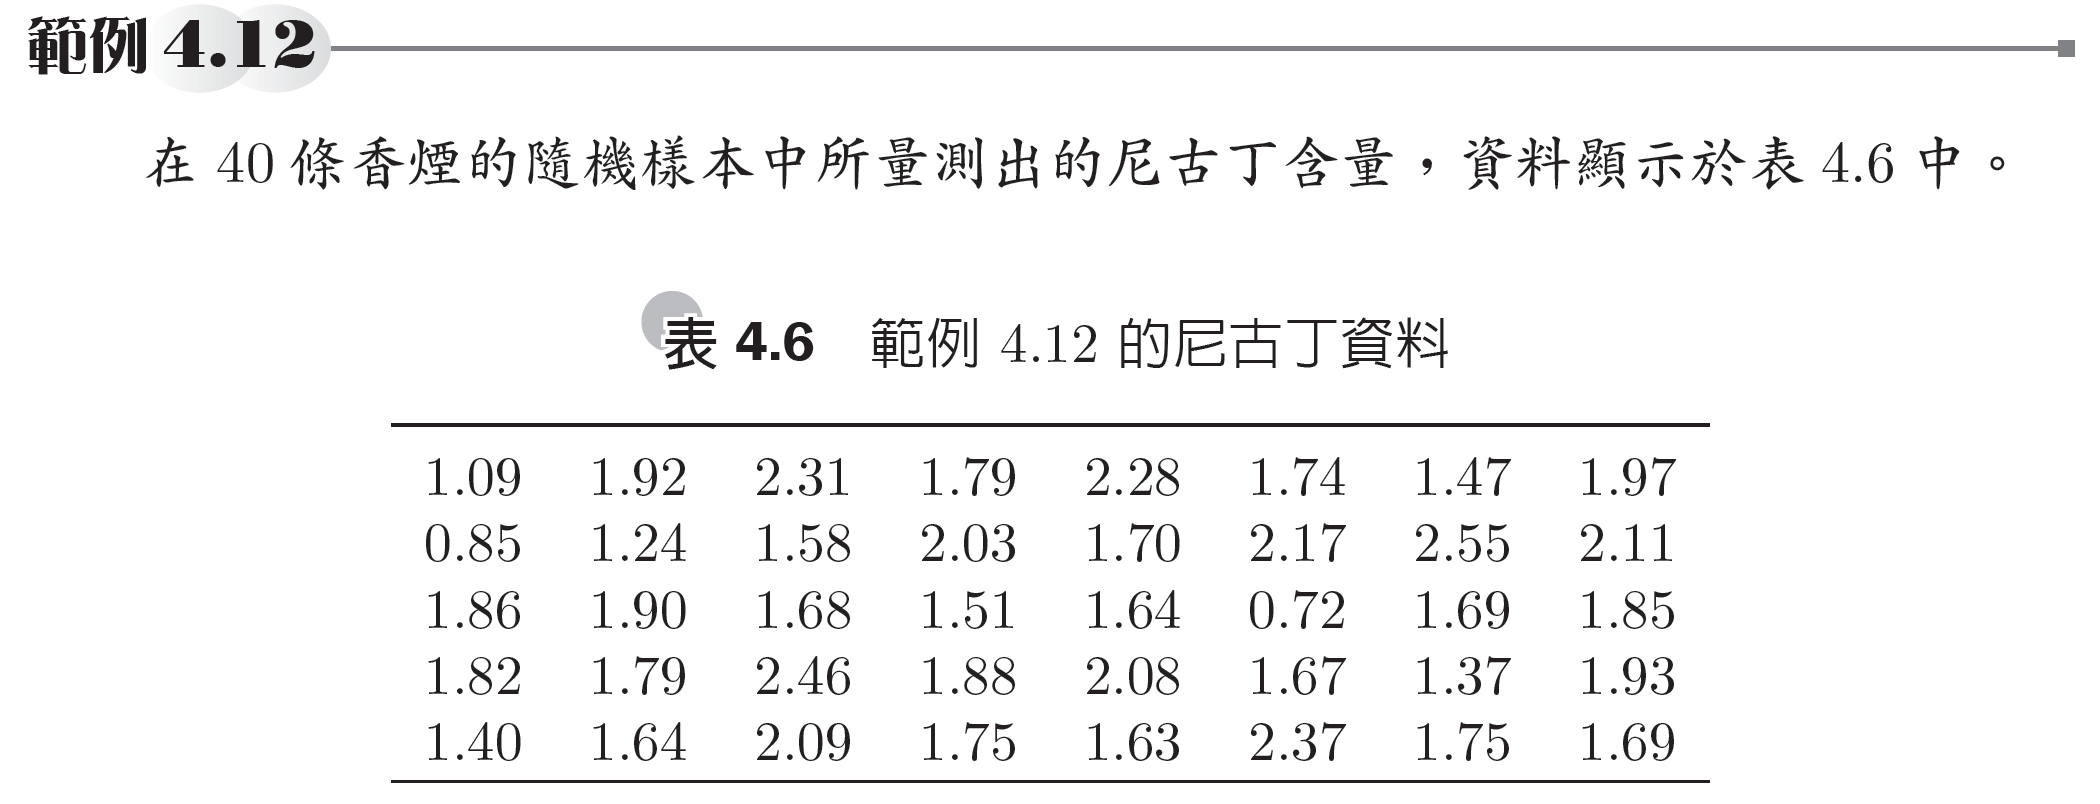 範例 4.12
在 40 條香煙的隨機樣本中所量測出的尼古丁含量，資料顯示於表 4.6 中。
表 4.6 範例 4.12 的尼古丁資料
1.09 1.92 2.31 1.79 2.28 1.74 1.47 1.97
0.85 1.24 1.58 2.03 1.70 2.17 2.55 2.11
1.86 1.90 1.68 1.51 1.64 0.72 1.69 1.85
1.82 1.79 2.46 1.88 2.08 1.67 1.37 1.93
1.40 1.64 2.09 1.75 1.63 2.37 1.75 1.69